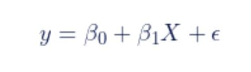 y = β₀ + β₁X + ϵ